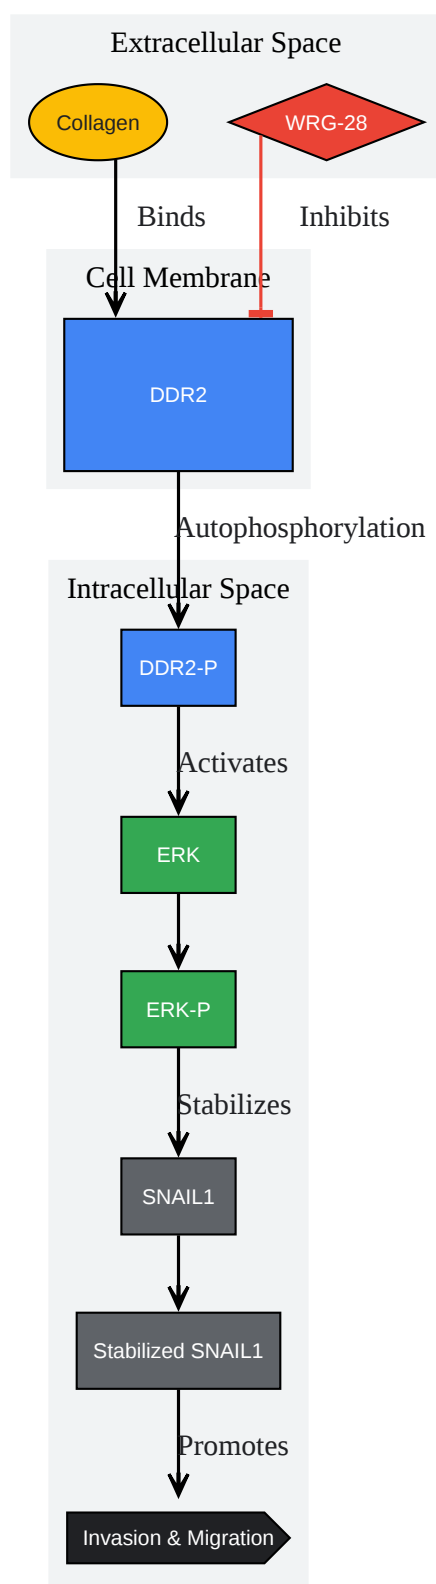 Extracellular Space
Collagen
WRG-28
Binds
Inhibits
Cell Membrane
DDR2
Autophosphorylation
Intracellular Space
DDR2-P
Activates
ERK
ERK-P
Stabilizes
SNAIL1
Stabilized SNAIL1
Promotes
Invasion & Migration